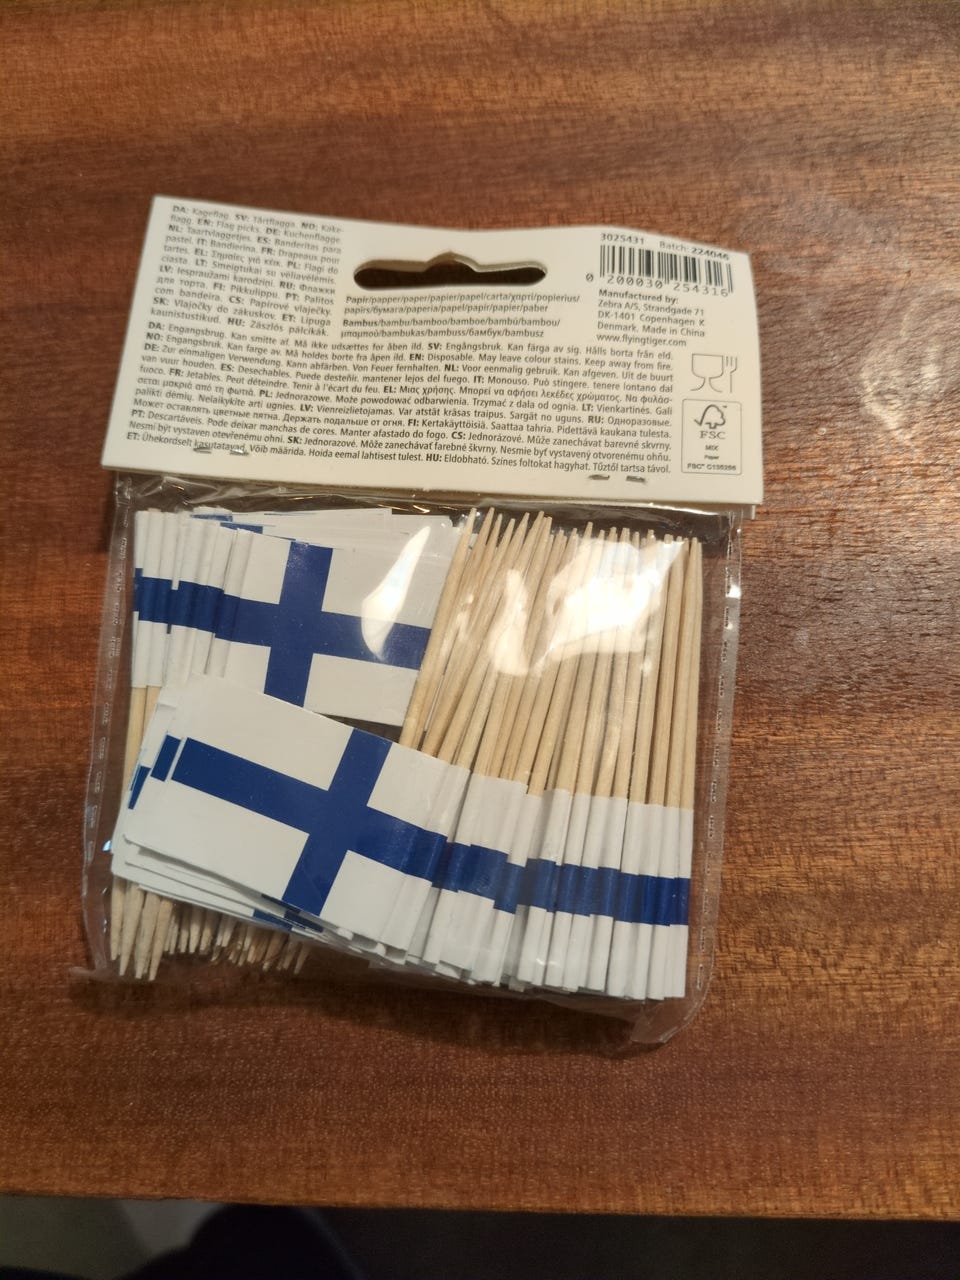 DA: Kageflag. SV: Tårtflagga. NO: Kake-
flagg. EN: Flag picks. DE: Kuchenflagge.
NL: Taartvlaggetjes. ES: Banderitas para
pastel. IT: Bandierina. FR: Drapeaux pour
tartes. EL: Σημαίες για κέικ. PL: Flagi do
ciasta. LT: Smeigtukai su vėliavėlėmis.
LV: Iespraužami karodziņi. RU: Флажки
для торта. FI: Pikkulippu. PT: Palitos
com bandeira. CS: Papírové vlaječky.
SK: Vlajočky do zákuskov. ET: Lipuga
kaunistustikud. HU: Zászlós pálcikák.
Papir/papper/paper/papier/papel/carta/χαρτί/popierius/
papīrs/бумага/paperia/papel/papír/papier/paber
Bambus/bambu/bamboo/bamboe/bambú/bambou/
μπαμπού/bambukas/bambuss/бамбук/bambusz
3025431 Batch: 224046
0 200030 254316
Manufactured by:
Zebra A/S, Strandgade 71
DK-1401 Copenhagen K
Denmark. Made in China
www.flyingtiger.com
DA: Engangsbrug. Kan smitte af. Må ikke udsættes for åben ild. SV: Engångsbruk. Kan färga av sig. Hålls borta från eld.
NO: Engangsbruk. Kan farge av. Må holdes borte fra åpen ild. EN: Disposable. May leave colour stains. Keep away from fire.
DE: Zur einmaligen Verwendung. Kann abfärben. Von Feuer fernhalten. NL: Voor eenmalig gebruik. Kan afgeven. Uit de buurt
van vuur houden. ES: Desechables. Puede desteñir, mantener lejos del fuego. IT: Monouso. Può stingere. tenere lontano dal
fuoco. FR: Jetables. Peut déteindre. Tenir à l'écart du feu. EL: Μιας χρήσης. Μπορεί να αφήσει λεκέδες χρώματος. Να φυλάσ-
σεται μακριά από τη φωτιά. PL: Jednorazowe. Może powodować odbarwienia. Trzymać z dala od ognia. LT: Vienkartinės. Gali
palikti dėmių. Nelaikykite arti ugnies. LV: Vienreizlietojamas. Var atstāt krāsas traipus. Sargāt no uguns. RU: Одноразовые.
Может оставлять цветные пятна. Держать подальше от огня. FI: Kertakäyttöisiä. Saattaa tahria. Pidettävä kaukana tulesta.
PT: Descartáveis. Pode deixar manchas de cores. Manter afastado do fogo. CS: Jednorázové. Může zanechávat barevné skvrny.
Nesmí být vystaven otevřenému ohni. SK: Jednorazové. Môže zanechávať farebné škvrny. Nesmie byť vystavený otvorenému ohňu.
ET: Ühekordselt kasutatavad. Võib määrida. Hoida eemal lahtisest tulest. HU: Eldobható. Színes foltokat hagyhat. Tűztől tartsa távol.
FSC
MIX
Paper
FSC® C136266